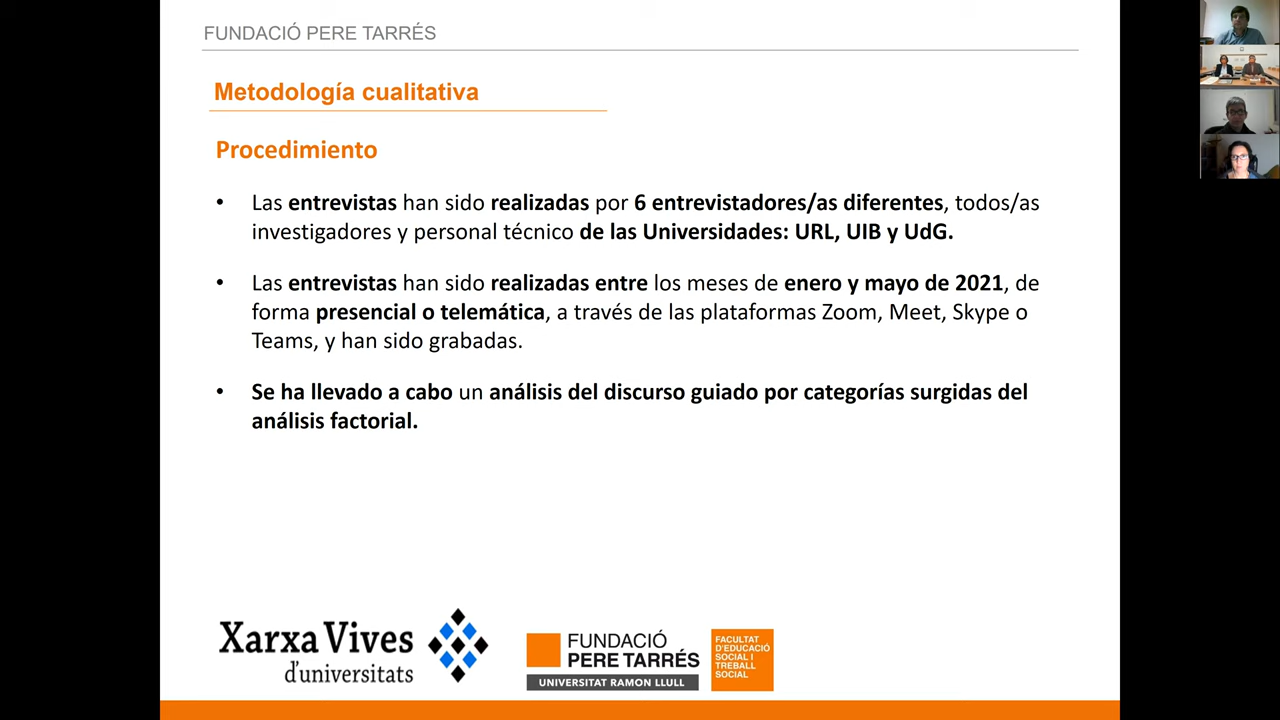 FUNDACIÓ PERE TARRÉS
Metodología cualitativa
Procedimiento
• Las entrevistas han sido realizadas por 6 entrevistadores/as diferentes, todos/as
investigadores y personal técnico de las Universidades: URL, UIB y UdG.
• Las entrevistas han sido realizadas entre los meses de enero y mayo de 2021, de
forma presencial o telemática, a través de las plataformas Zoom, Meet, Skype o
Teams, y han sido grabadas.
• Se ha llevado a cabo un análisis del discurso guiado por categorías surgidas del
análisis factorial.
Xarxa Vives
d'universitats
FUNDACIÓ
PERE TARRÉS
UNIVERSITAT RAMON LLULL
FACULTAT
D'EDUCACIÓ
SOCIAL I
TREBALL
SOCIAL